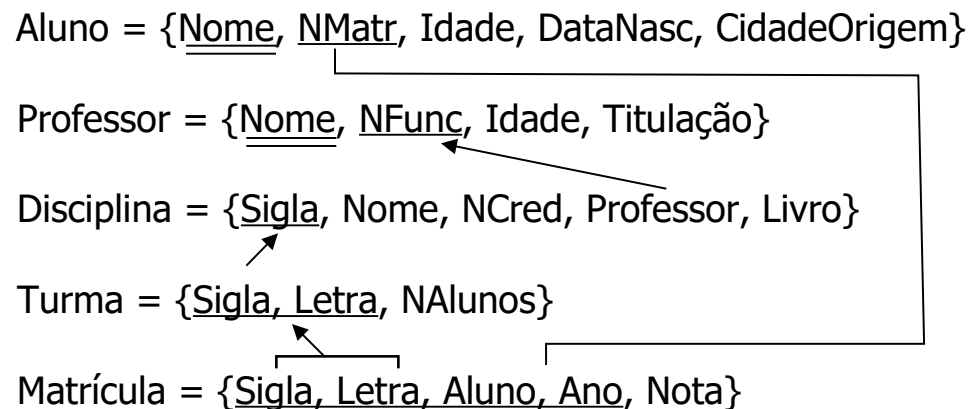 Aluno = {Nome, NMatr, Idade, DataNasc, CidadeOrigem}
Professor = {Nome, NFunc, Idade, Titulação}
Disciplina = {Sigla, Nome, NCred, Professor, Livro}
Turma = {Sigla, Letra, NAlunos}
Matrícula = {Sigla, Letra, Aluno, Ano, Nota}